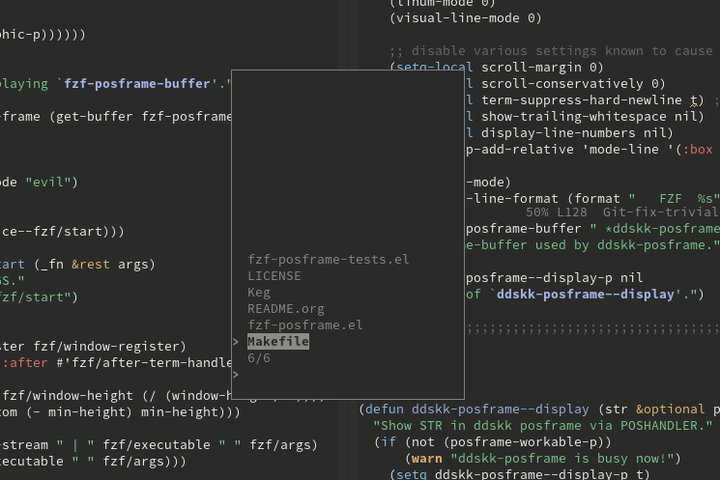 hic-p))))))
playing `fzf-posframe-buffer'."
-frame (get-buffer fzf-posframe
ode "evil")
ce--fzf/start)))
tart (_fn &rest args)
GS."
fzf/start")
ster fzf/window-register)
:after #'fzf/after-term-handle
fzf/window-height (/ (window-h
tom (- min-height) min-height)))
-stream " | " fzf/executable " " fzf/args)
xecutable " " fzf/args)))
fzf-posframe-tests.el
LICENSE
Keg
README.org
fzf-posframe.el
> Makefile
6/6
>
(linum-mode 0)
(visual-line-mode 0)
;; disable various settings known to cause
(setq-local scroll-margin 0)
l scroll-conservatively 0)
l term-suppress-hard-newline t) ;
l show-trailing-whitespace nil)
l display-line-numbers nil)
p-add-relative 'mode-line '(:box
-mode)
-line-format (format "   FZF  %s"
50% L128  Git-fix-trivial
posframe-buffer " *ddskk-posframe
e-buffer used by ddskk-posframe."
posframe--display-p nil
of `ddskk-posframe--display'.")
;;;;;;;;;;;;;;;;;;;;;;;;;;;;;;;;;
(defun ddskk-posframe--display (str &optional p
"Show STR in ddskk posframe via POSHANDLER."
(if (not (posframe-workable-p))
(warn "ddskk-posframe is busy now!")
(setq ddskk-posframe--display-p t)